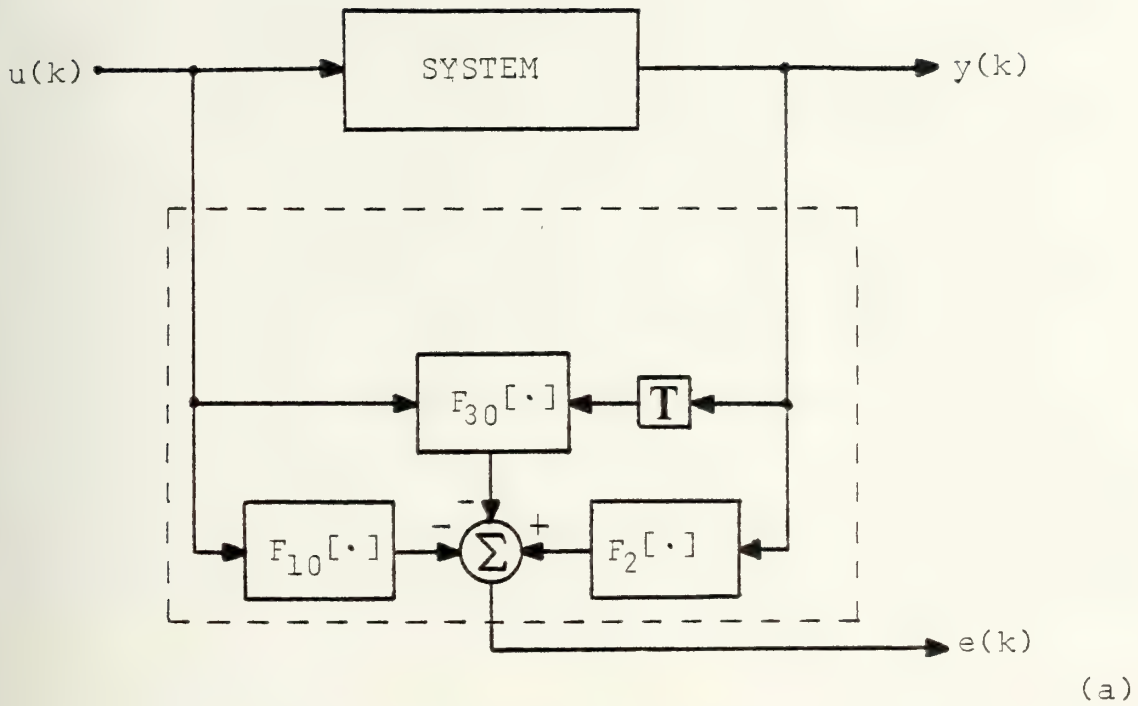 u(k)
SYSTEM
y(k)
F30[·]
T
-
-
+
F10[·]
Σ
F2[·]
e(k)
(a)